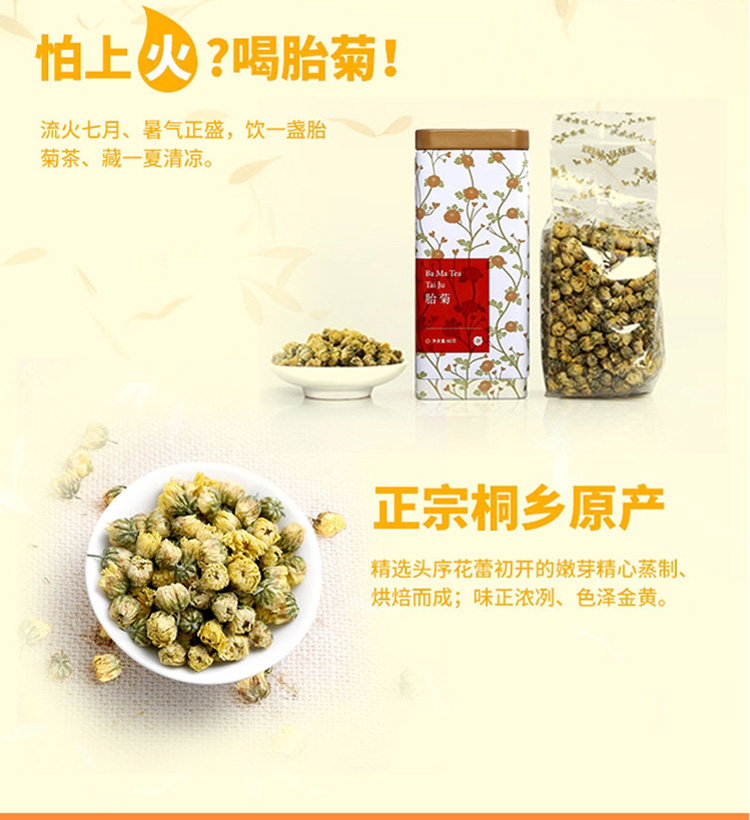 怕上火?喝胎菊!
流火七月、暑气正盛，饮一盏胎
菊茶、藏一夏清凉。
Ba Ma Tea
Tai Ju
胎菊
正宗桐乡原产
精选头序花蕾初开的嫩芽精心蒸制、
烘焙而成；味正浓冽、色泽金黄。